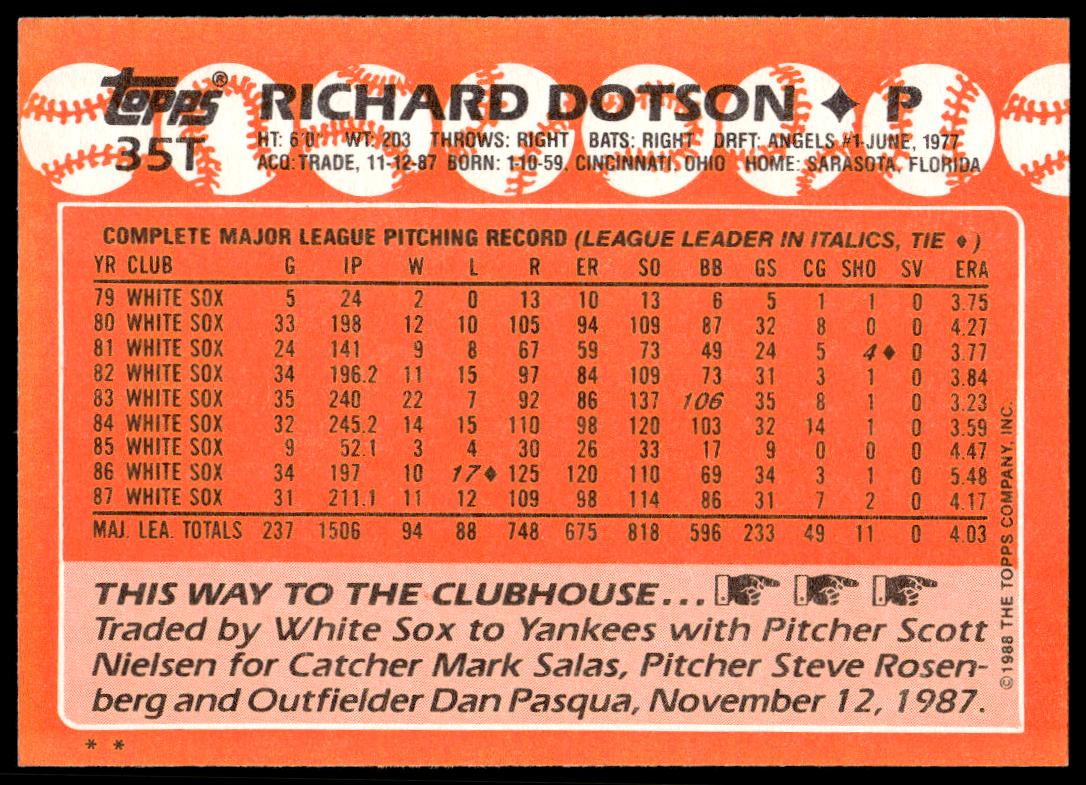 Topps® RICHARD DOTSON ♦ P
35T
HT: 6'0" WT: 203 THROWS: RIGHT BATS: RIGHT DRFT: ANGELS #1-JUNE, 1977
ACQ: TRADE, 11-12-87 BORN: 1-10-59, CINCINNATI, OHIO HOME: SARASOTA, FLORIDA
COMPLETE MAJOR LEAGUE PITCHING RECORD (LEAGUE LEADER IN ITALICS, TIE ♦)
YR CLUB G IP W L R ER SO BB GS CG SHO SV ERA
79 WHITE SOX 5 24 2 0 13 10 13 6 5 1 1 0 3.75
80 WHITE SOX 33 198 12 10 105 94 109 87 32 8 0 0 4.27
81 WHITE SOX 24 141 9 8 67 59 73 49 24 5 4♦ 0 3.77
82 WHITE SOX 34 196.2 11 15 97 84 109 73 31 3 1 0 3.84
83 WHITE SOX 35 240 22 7 92 86 137 106 35 8 1 0 3.23
84 WHITE SOX 32 245.2 14 15 110 98 120 103 32 14 1 0 3.59
85 WHITE SOX 9 52.1 3 4 30 26 33 17 9 0 0 0 4.47
86 WHITE SOX 34 197 10 17♦ 125 120 110 69 34 3 1 0 5.48
87 WHITE SOX 31 211.1 11 12 109 98 114 86 31 7 2 0 4.17
MAJ. LEA. TOTALS 237 1506 94 88 748 675 818 596 233 49 11 0 4.03
THIS WAY TO THE CLUBHOUSE...
Traded by White Sox to Yankees with Pitcher Scott
Nielsen for Catcher Mark Salas, Pitcher Steve Rosen-
berg and Outfielder Dan Pasqua, November 12, 1987.
©1988 THE TOPPS COMPANY, INC.
* *